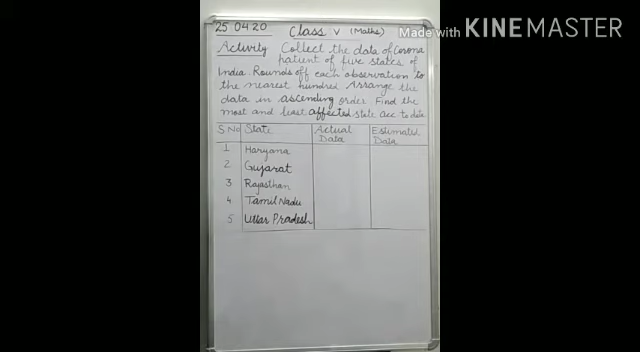 25 04 20 Class V (Maths)
Made with KINEMASTER
Activity Collect the data of Corona
patient of five states of
India. Rounds off each observation to
the nearest hundred Arrange the
data in ascending order Find the
most and least affected state acc to data
S No State Actual Data Estimated Data
1 Haryana
2 Gujarat
3 Rajasthan
4 Tamil Nadu
5 Uttar Pradesh